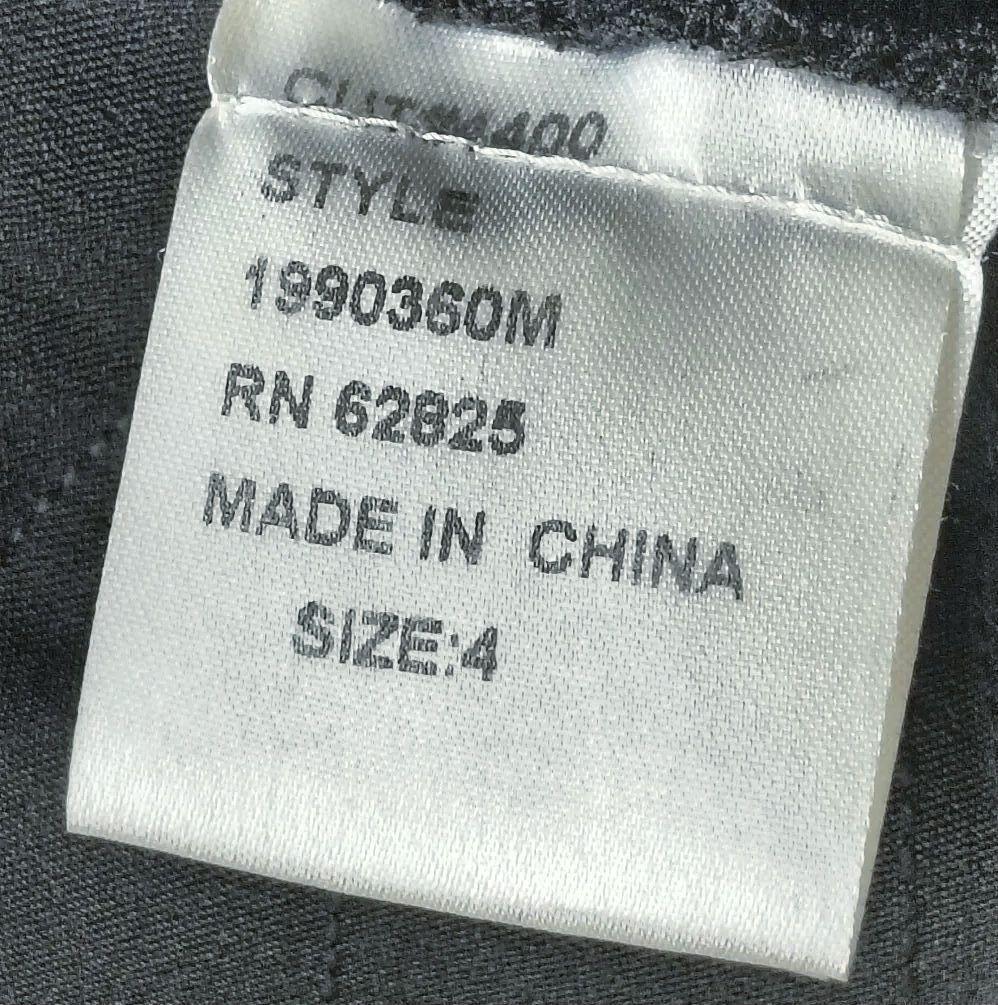 STYLE
1990360M
RN 62825
MADE IN CHINA
SIZE:4